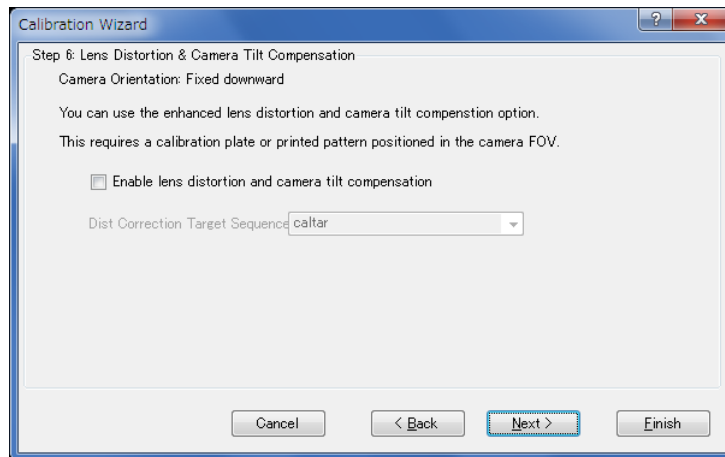 Calibration Wizard
?
X
Step 6: Lens Distortion & Camera Tilt Compensation
Camera Orientation: Fixed downward
You can use the enhanced lens distortion and camera tilt compenstion option.
This requires a calibration plate or printed pattern positioned in the camera FOV.
Enable lens distortion and camera tilt compensation
Dist Correction Target Sequence caltar
Cancel
< Back
Next >
Finish